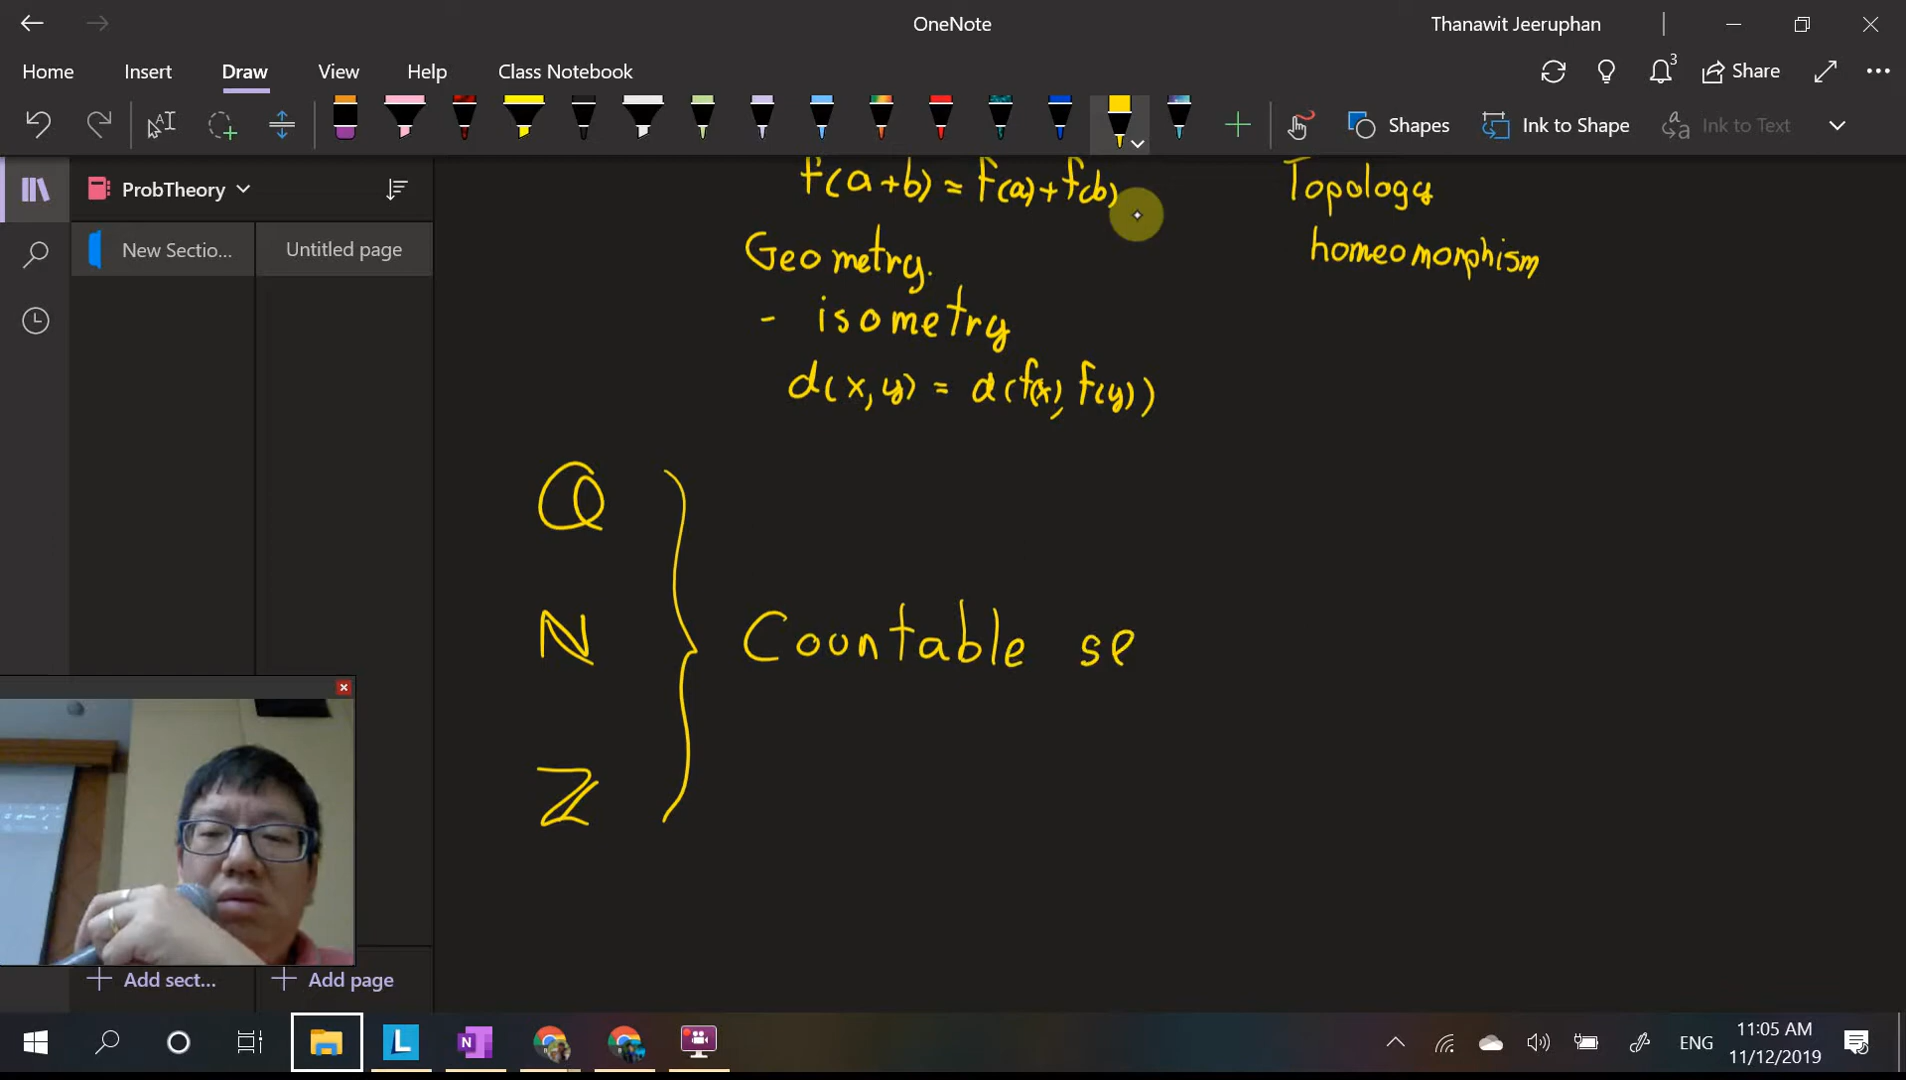 OneNote
Thanawit Jeeruphan
Home Insert Draw View Help Class Notebook
3
Share
Shapes
Ink to Shape
Ink to Text
ProbTheory
New Sectio...
Untitled page
f(a+b) = f(a)+f(b)
Topology
homeomorphism
Geometry.
- isometry
d(x,y) = d(f(x), f(y))
Q
N
Countable se
Z
Add sect...
Add page
ENG
11:05 AM
11/12/2019